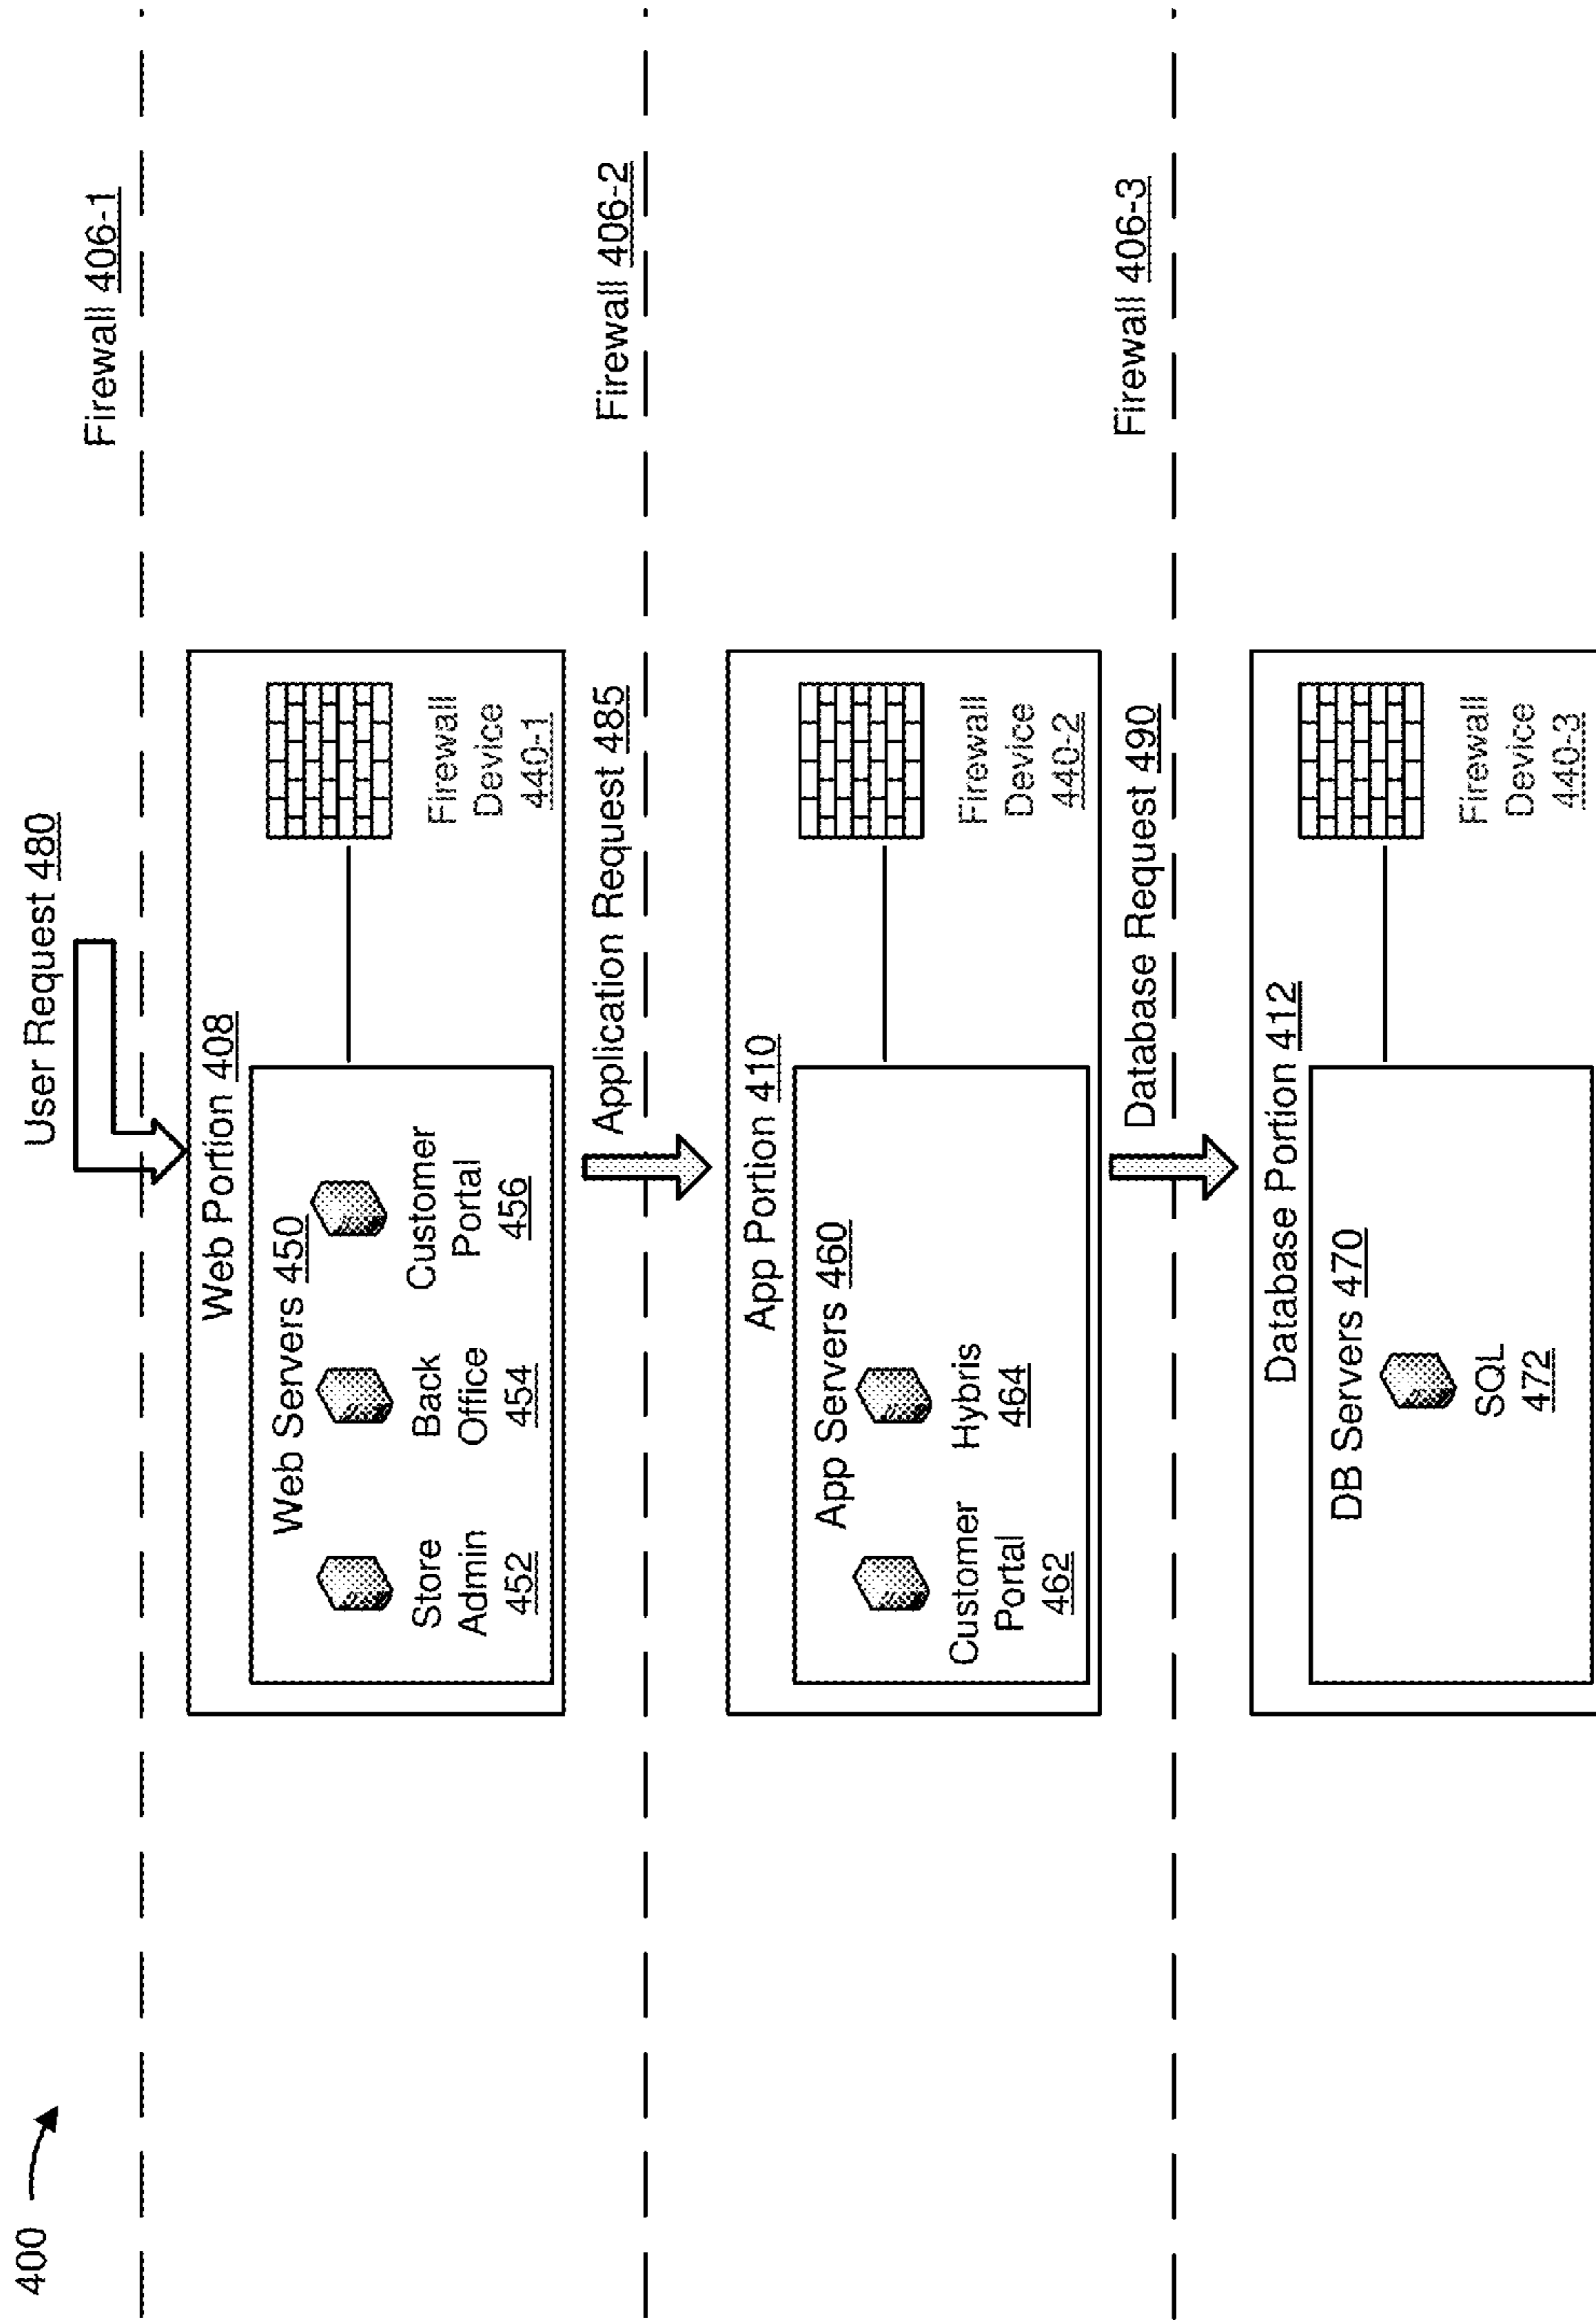 400
User Request 480
Firewall 406-1
Web Portion 408
Web Servers 450
Store
Admin
452
Back
Office
454
Customer
Portal
456
Firewall
Device
440-1
Application Request 485
Firewall 406-2
App Portion 410
App Servers 460
Customer
Portal
462
Hybris
464
Firewall
Device
440-2
Database Request 490
Firewall 406-3
Database Portion 412
DB Servers 470
SQL
472
Firewall
Device
440-3